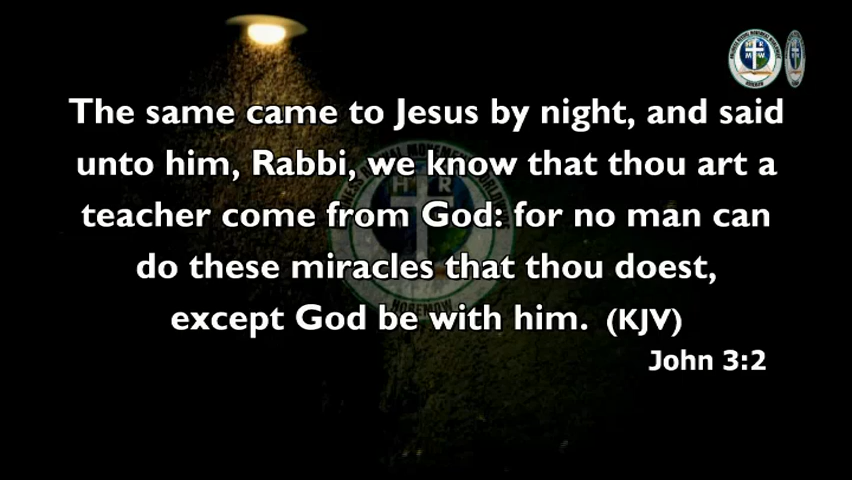 The same came to Jesus by night, and said
unto him, Rabbi, we know that thou art a
teacher come from God: for no man can
do these miracles that thou doest,
except God be with him. (KJV)
John 3:2
H R
M W
HOREMOW